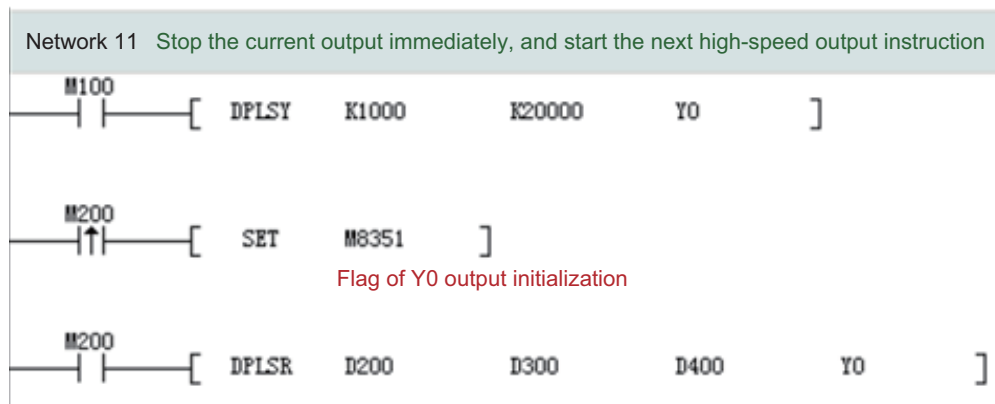 Network 11 Stop the current output immediately, and start the next high-speed output instruction
M100
[ DPLSY K1000 K20000 Y0 ]
M200
[ SET M8351 ]
Flag of Y0 output initialization
M200
[ DPLSR D200 D300 D400 Y0 ]